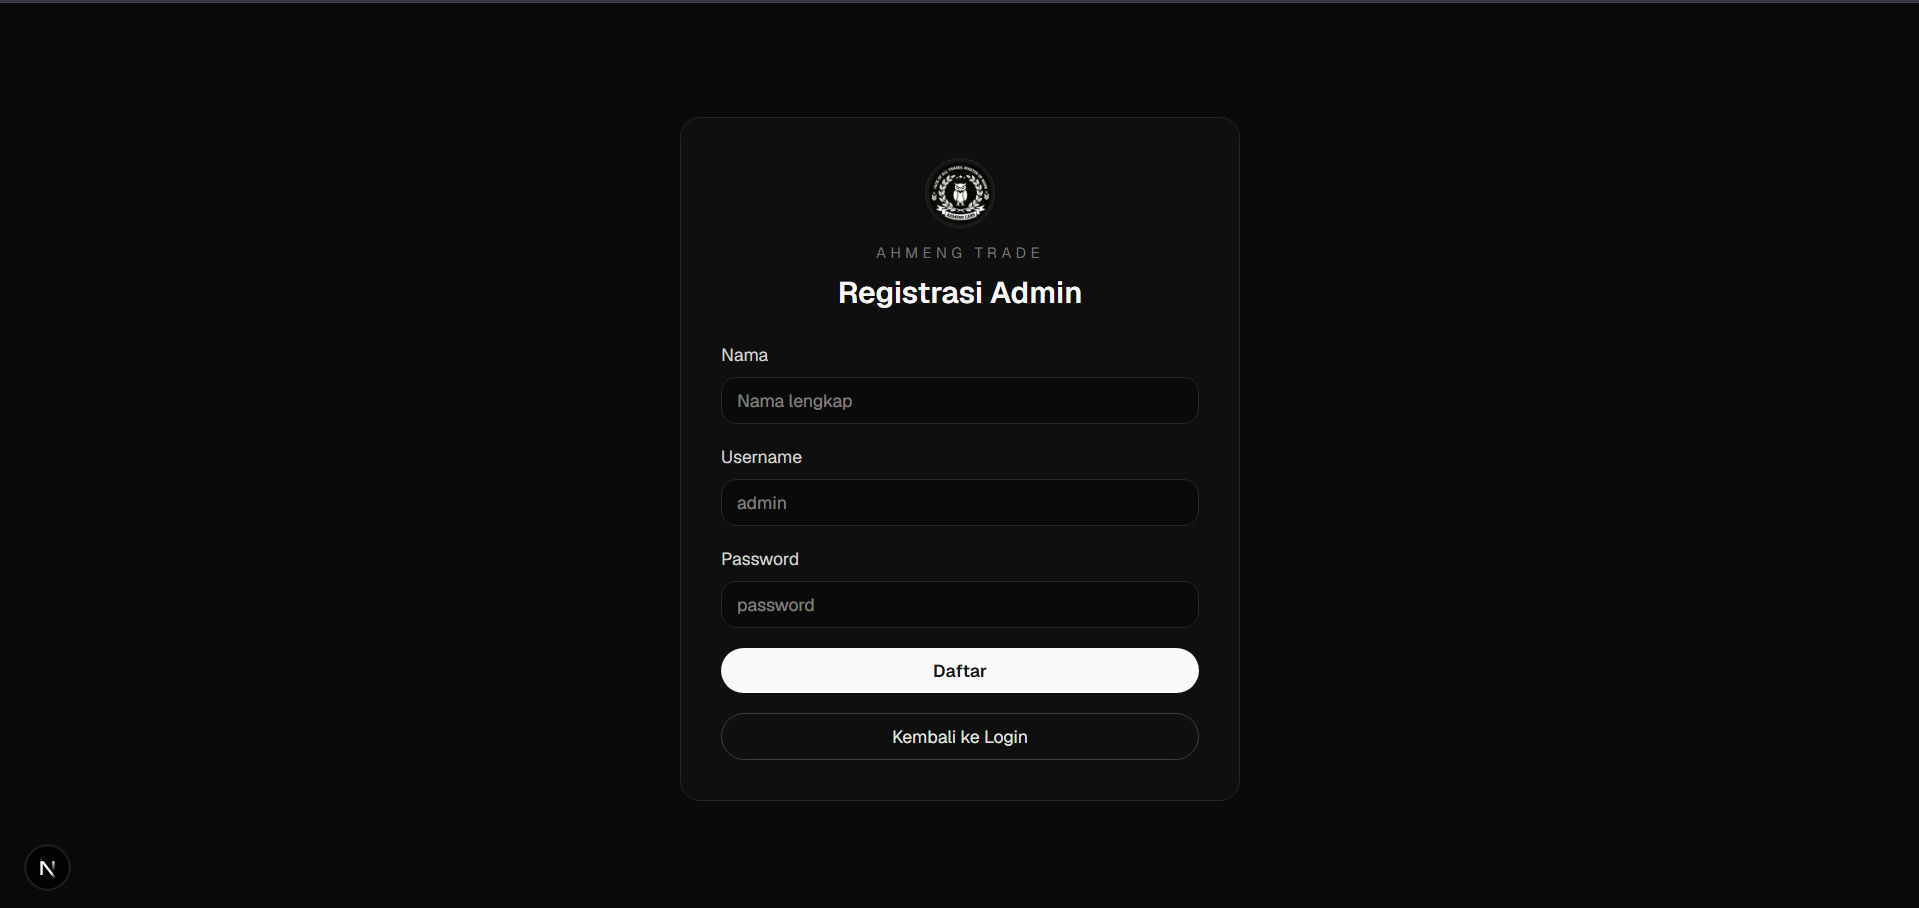 AHMENG TRADE
Registrasi Admin
Nama
Nama lengkap
Username
admin
Password
password
Daftar
Kembali ke Login
N